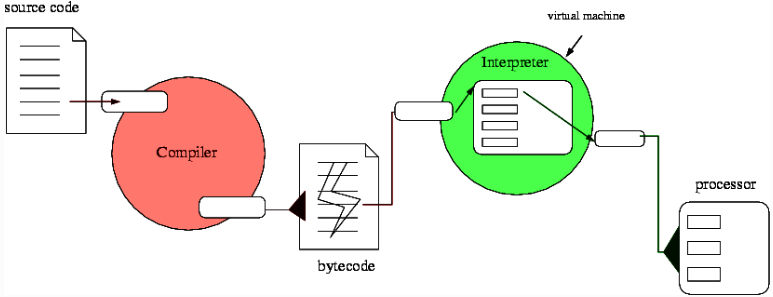 source code
virtual machine
Interpreter
Compiler
processor
bytecode